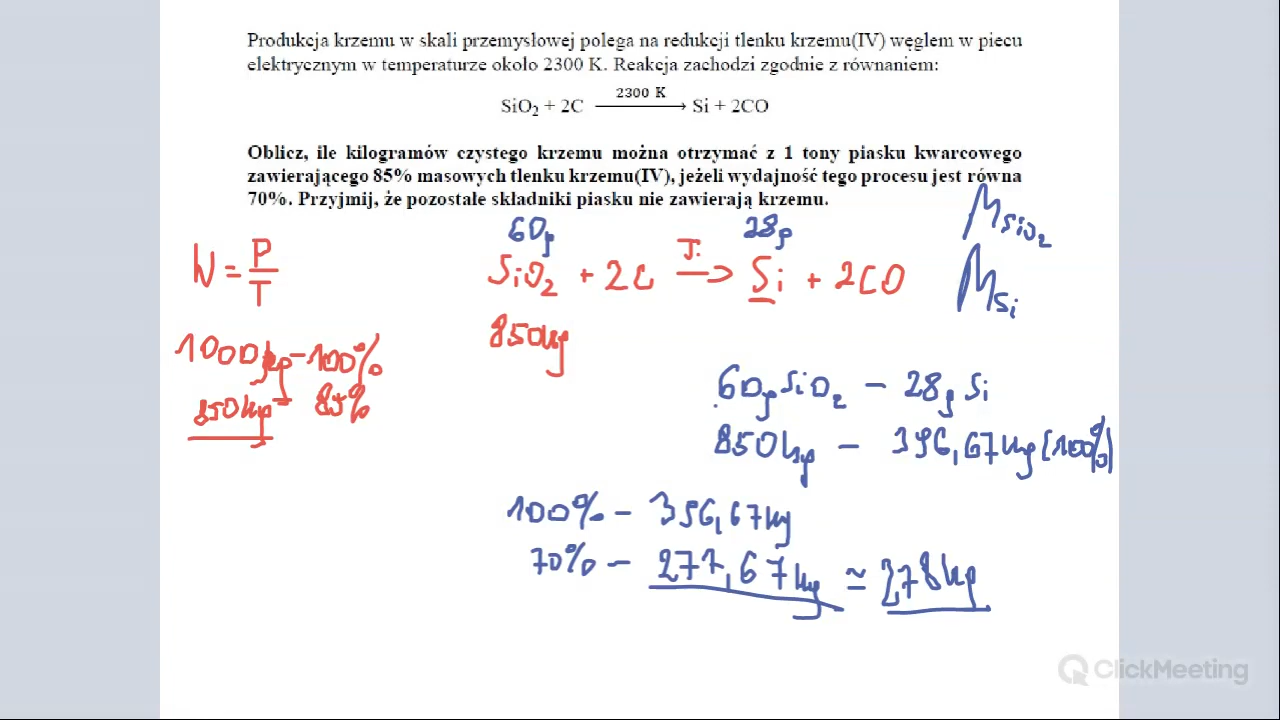 Produkcja krzemu w skali przemysłowej polega na redukcji tlenku krzemu(IV) węglem w piecu
elektrycznym w temperaturze około 2300 K. Reakcja zachodzi zgodnie z równaniem:
2300 K
SiO₂ + 2C ⟶ Si + 2CO
Oblicz, ile kilogramów czystego krzemu można otrzymać z 1 tony piasku kwarcowego
zawierającego 85% masowych tlenku krzemu(IV), jeżeli wydajność tego procesu jest równa
70%. Przyjmij, że pozostałe składniki piasku nie zawierają krzemu.
M SiO₂
60g 28g
W = P/T
SiO₂ + 2C T. → Si + 2CO
M Si
850kg
1000kg - 100%
850kg - 85%
60g SiO₂ - 28g Si
850kg - 396,67kg (100%)
100% - 396,67kg
70% - 277,67kg ≃ 278kg
ClickMeeting